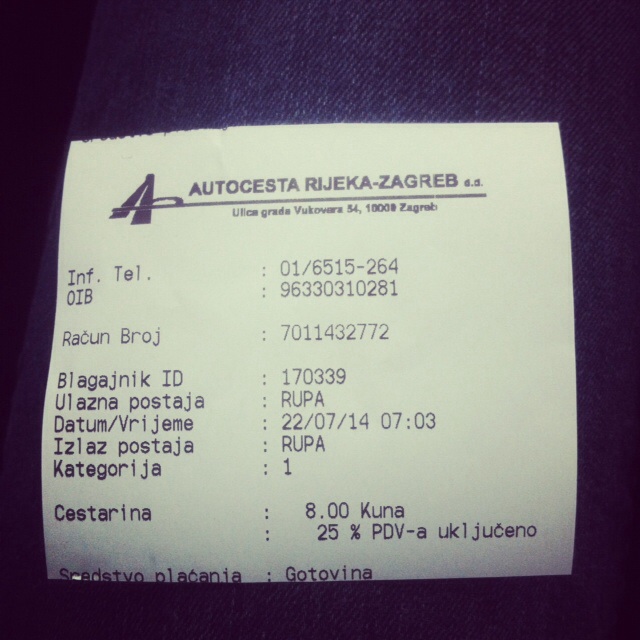 AUTOCESTA RIJEKA-ZAGREB d.d.
Ulica grada Vukovara 54, 10000 Zagreb
Inf. Tel. : 01/6515-264
OIB : 96330310281
Račun Broj : 7011432772
Blagajnik ID : 170339
Ulazna postaja : RUPA
Datum/Vrijeme : 22/07/14 07:03
Izlaz postaja : RUPA
Kategorija : 1
Cestarina : 8.00 Kuna
: 25 % PDV-a uključeno
Sredstvo plaćanja : Gotovina